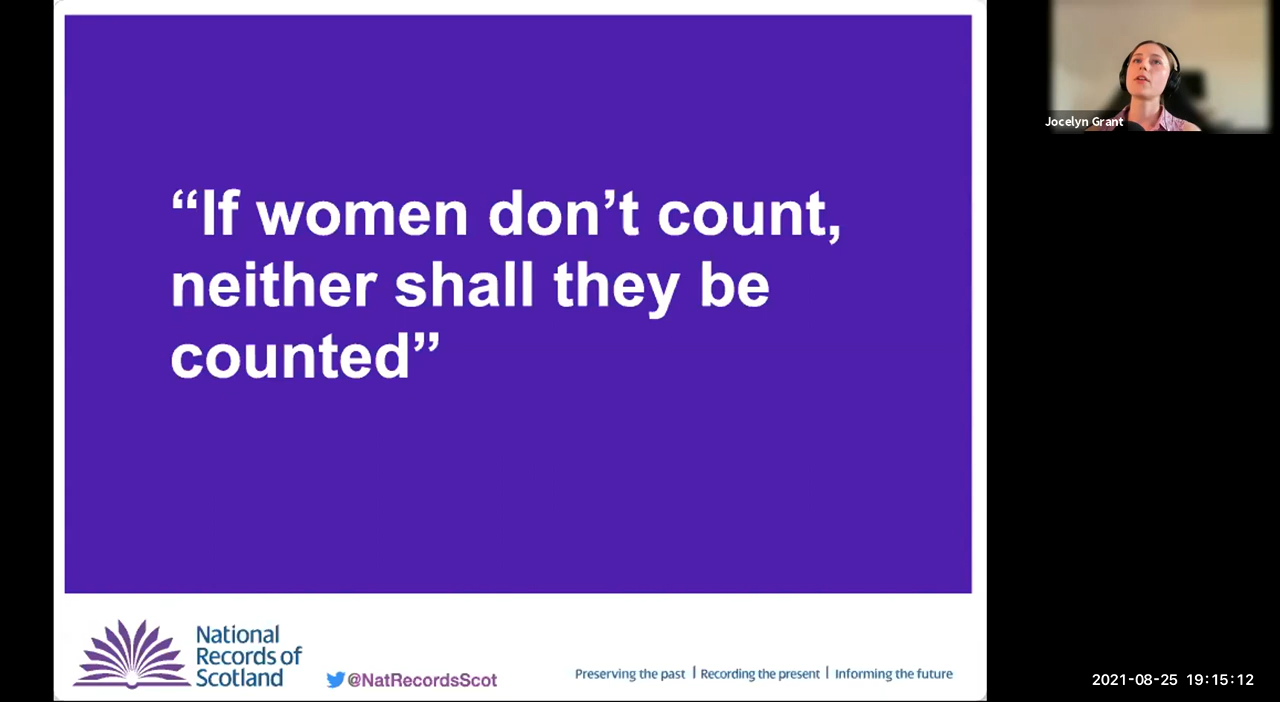 “If women don’t count,
neither shall they be
counted”
National
Records of
Scotland
@NatRecordsScot
Preserving the past | Recording the present | Informing the future
Jocelyn Grant
2021-08-25 19:15:12